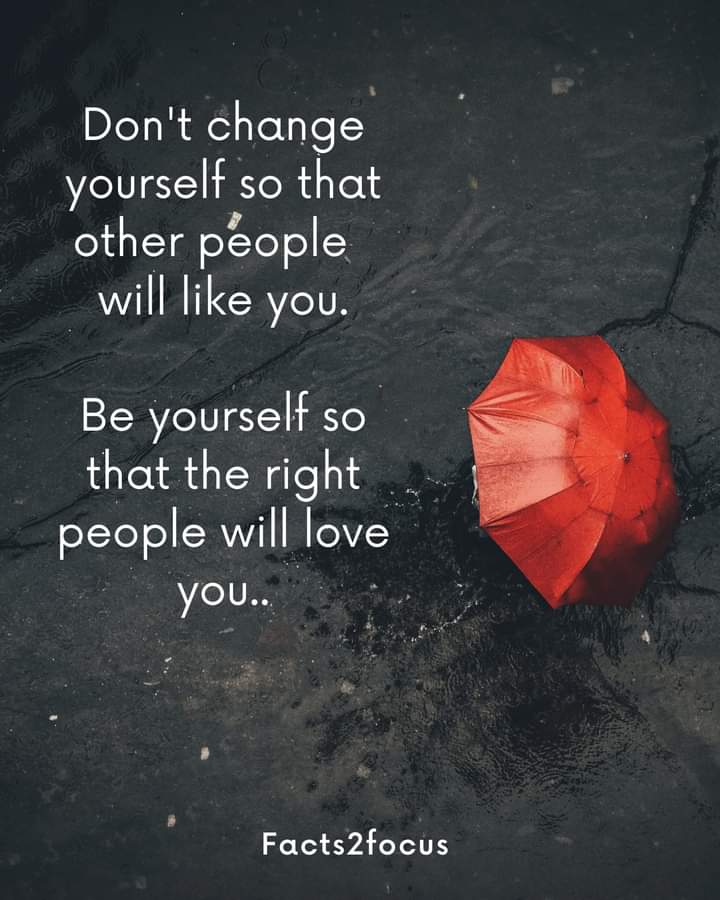 Don't change
yourself so that
other people
will like you.
Be yourself so
that the right
people will love
you..
Facts2focus